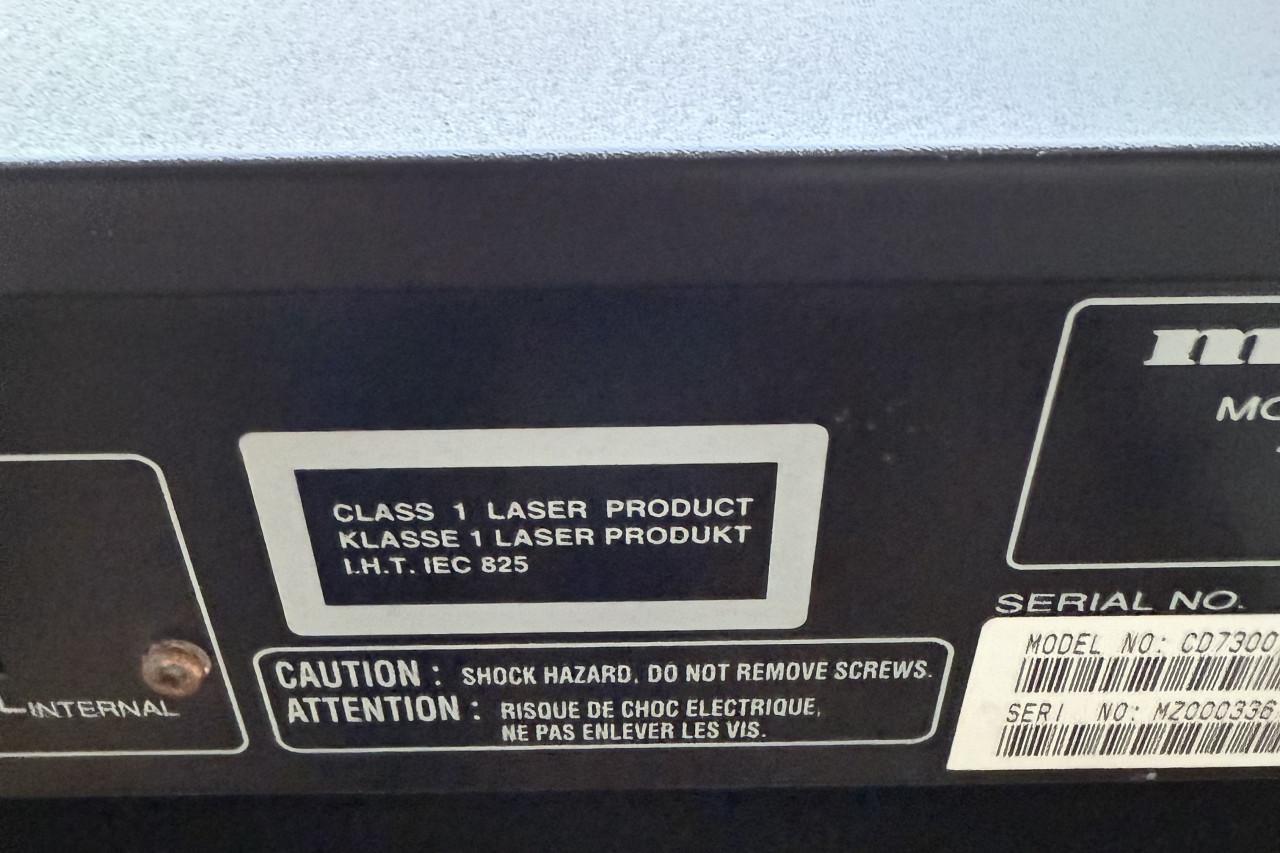 CLASS 1 LASER PRODUCT
KLASSE 1 LASER PRODUKT
I.H.T. IEC 825
CAUTION : SHOCK HAZARD, DO NOT REMOVE SCREWS.
ATTENTION : RISQUE DE CHOC ELECTRIQUE,
NE PAS ENLEVER LES VIS.
INTERNAL
SERIAL NO.
MODEL NO: CD7300
SERI NO: MZ000336